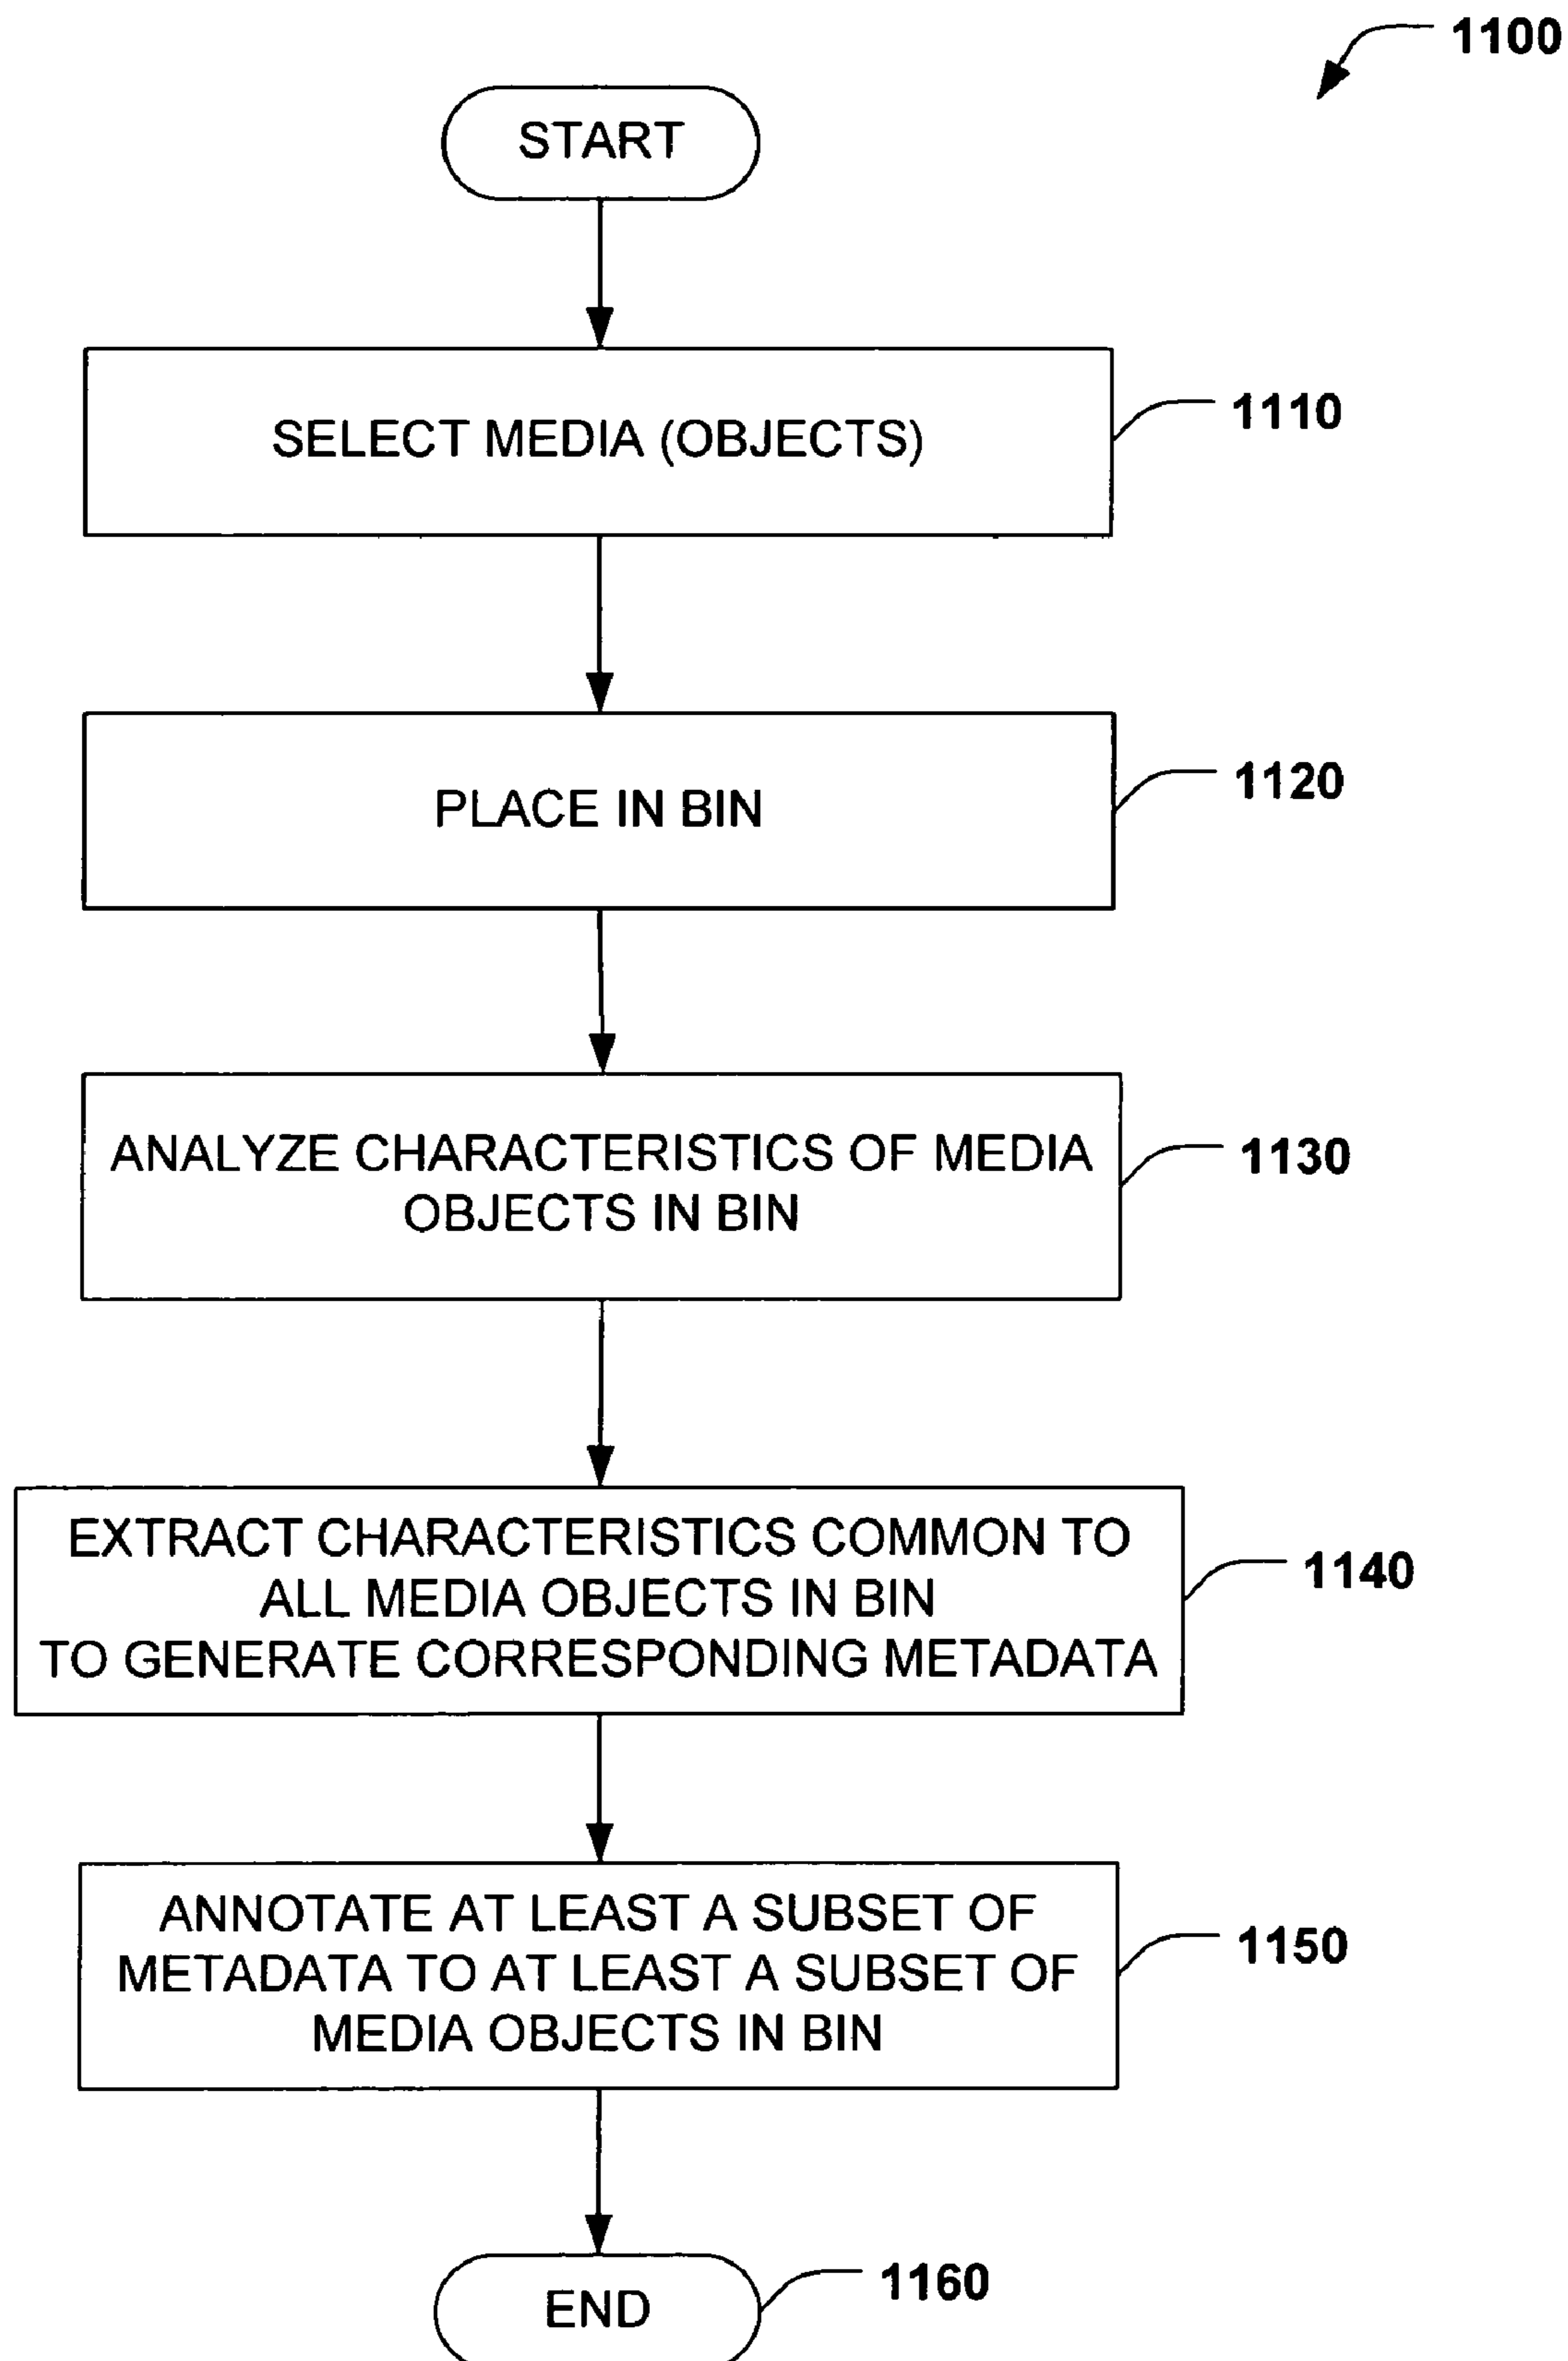 1100
START
SELECT MEDIA (OBJECTS)
1110
PLACE IN BIN
1120
ANALYZE CHARACTERISTICS OF MEDIA
OBJECTS IN BIN
1130
EXTRACT CHARACTERISTICS COMMON TO
ALL MEDIA OBJECTS IN BIN
TO GENERATE CORRESPONDING METADATA
1140
ANNOTATE AT LEAST A SUBSET OF
METADATA TO AT LEAST A SUBSET OF
MEDIA OBJECTS IN BIN
1150
END
1160